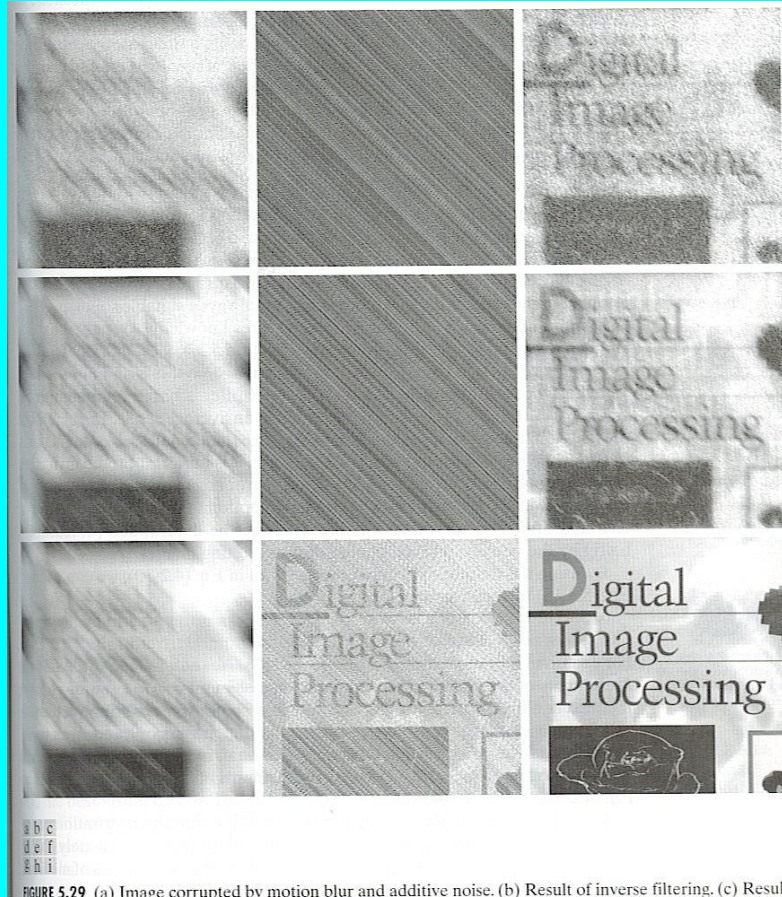 Digital
Image
Processing
Digital
Image
Processing
Digital
Image
Processing
Digital
Image
Processing
a b c
d e f
g h i
FIGURE 5.29 (a) Image corrupted by motion blur and additive noise. (b) Result of inverse filtering. (c) Resul